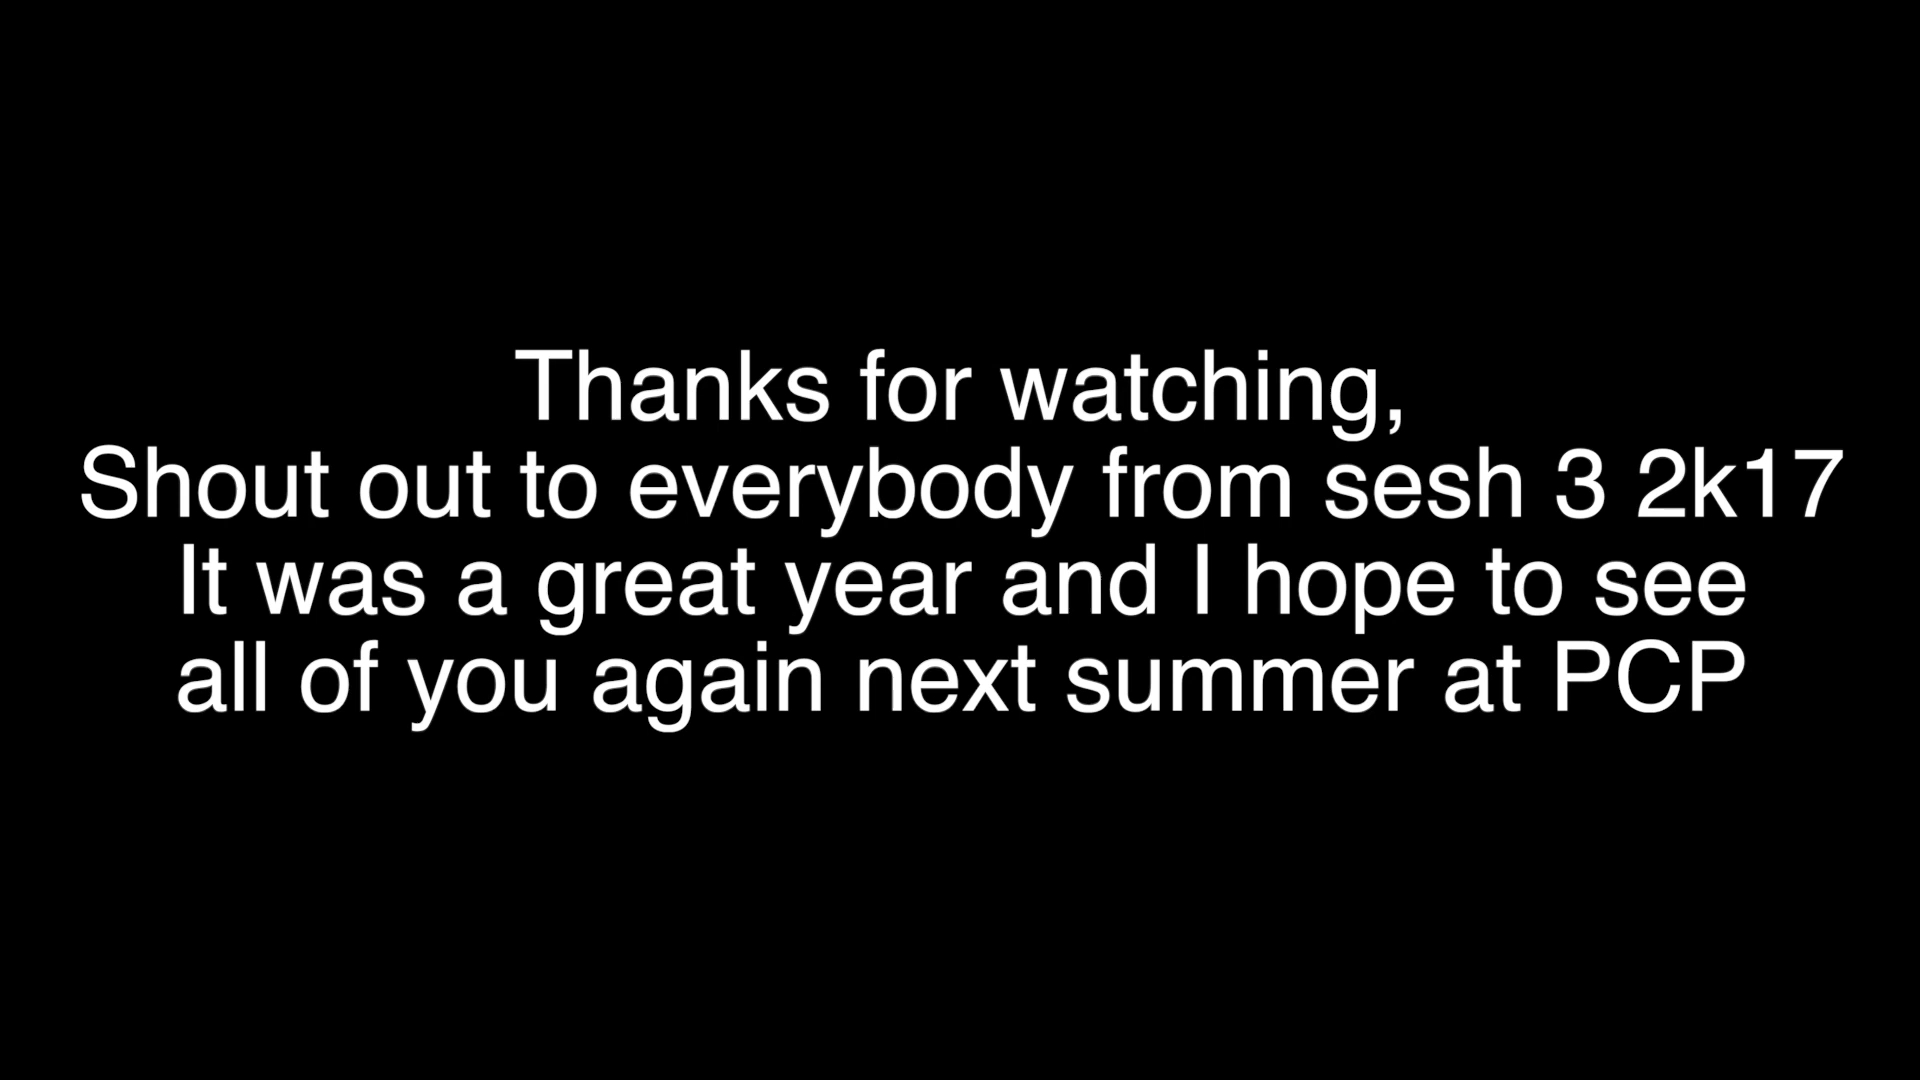 Thanks for watching,
Shout out to everybody from sesh 3 2k17
It was a great year and I hope to see
all of you again next summer at PCP